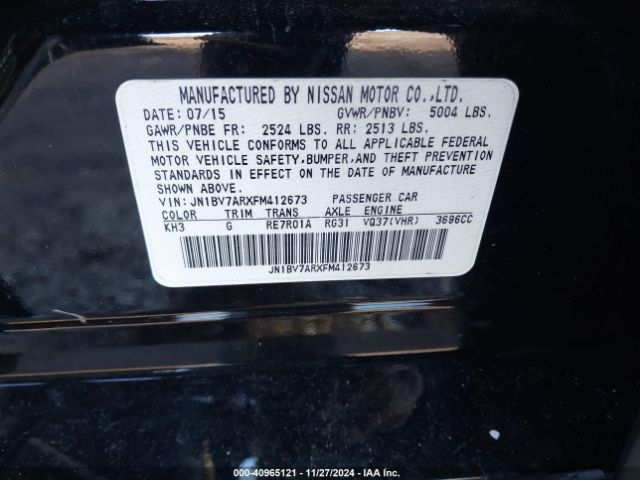 MANUFACTURED BY NISSAN MOTOR CO.,LTD.
DATE: 07/15 GVWR/PNBV: 5004 LBS.
GAWR/PNBE FR: 2524 LBS. RR: 2513 LBS.
THIS VEHICLE CONFORMS TO ALL APPLICABLE FEDERAL
MOTOR VEHICLE SAFETY, BUMPER, AND THEFT PREVENTION
STANDARDS IN EFFECT ON THE DATE OF MANUFACTURE
SHOWN ABOVE.
VIN: JN1BV7ARXFM412673 PASSENGER CAR
COLOR TRIM TRANS AXLE ENGINE
KH3 G RE7R01A RG31 VQ37(VHR) 3696CC
JN1BV7ARXFM412673
000-40965121 - 11/27/2024 - IAA Inc.